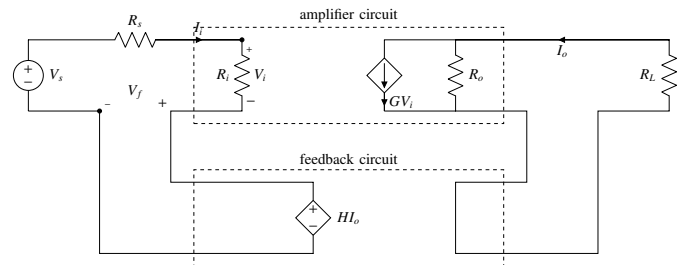 amplifier circuit
R_s
I_i
+
I_o
+
−
V_s
R_i
V_i
R_o
R_L
−
V_f
+
−
GV_i
feedback circuit
+
−
HI_o